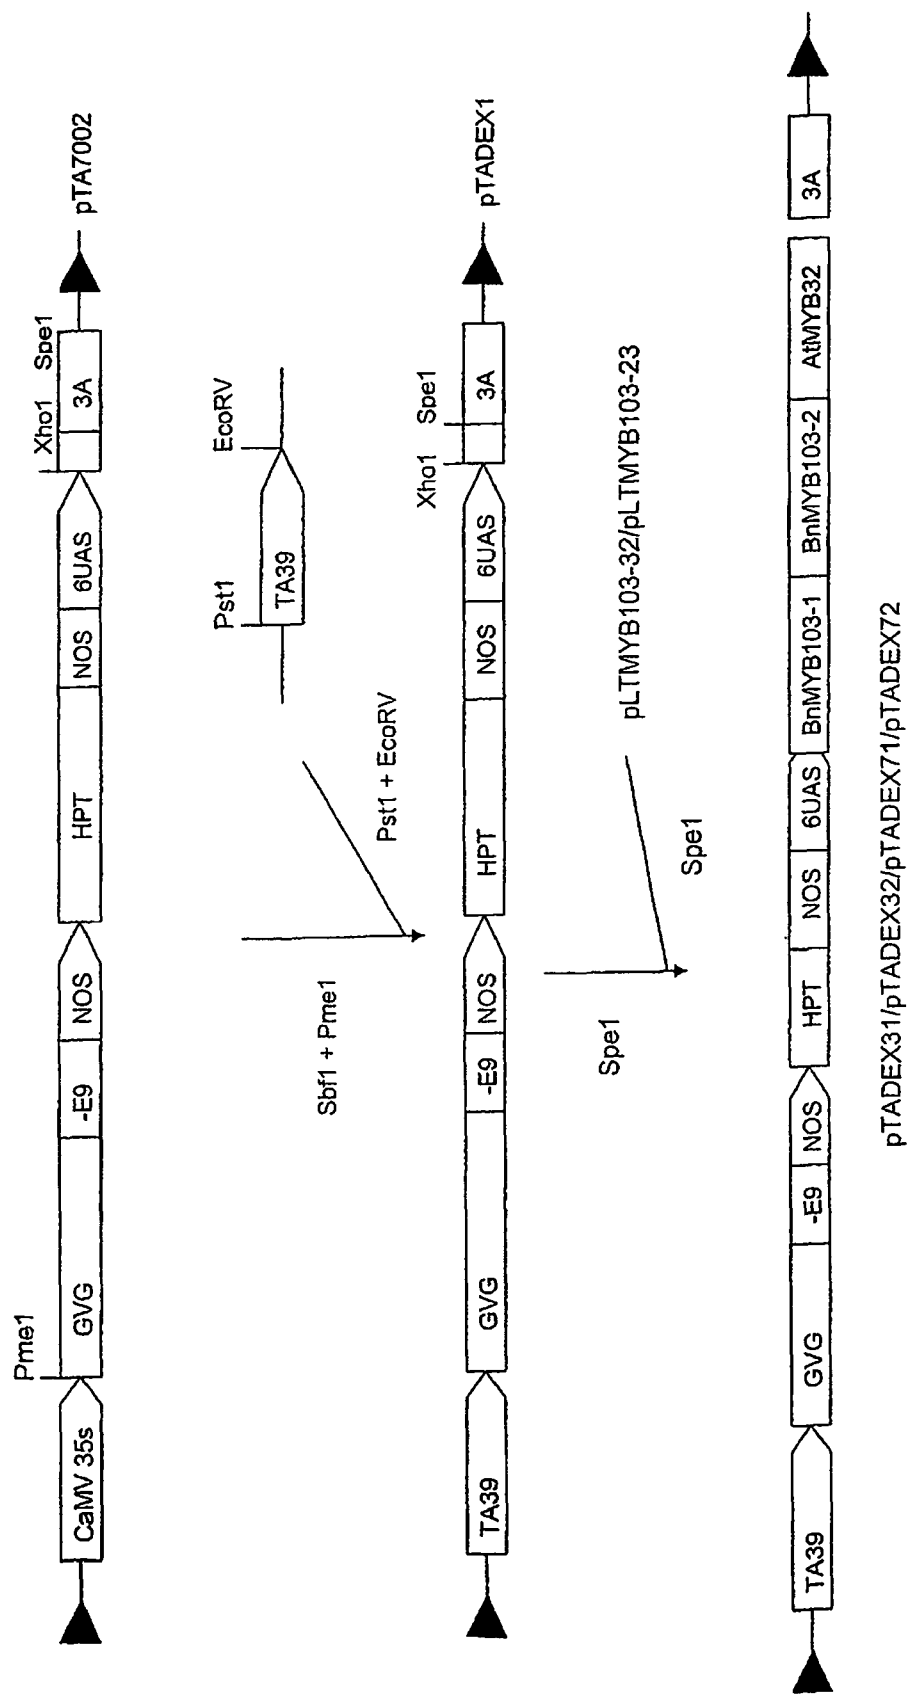 Pme1
Xho1 Spe1
CaMV 35s GVG -E9 NOS HPT NOS 6UAS 3A pTA7002
Pst1 EcoRV
TA39
Sbf1 + Pme1
Pst1 + EcoRV
Xho1 Spe1
TA39 GVG -E9 NOS HPT NOS 6UAS 3A pTADEX1
Spe1
pLTMYB103-32/pLTMYB103-23
Spe1
TA39 GVG -E9 NOS HPT NOS 6UAS BnMYB103-1 BnMYB103-2 AtMYB32 3A
pTADEX31/pTADEX32/pTADEX71/pTADEX72